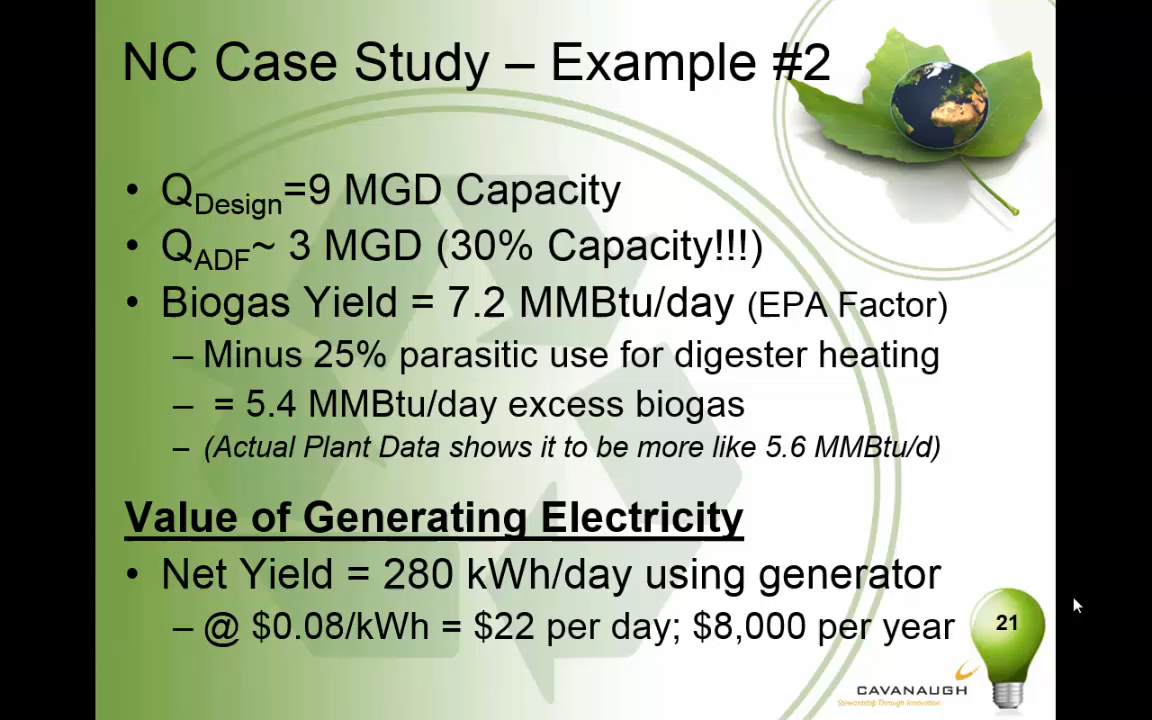 NC Case Study – Example #2
• QDesign=9 MGD Capacity
• QADF~ 3 MGD (30% Capacity!!!)
• Biogas Yield = 7.2 MMBtu/day (EPA Factor)
– Minus 25% parasitic use for digester heating
– = 5.4 MMBtu/day excess biogas
– (Actual Plant Data shows it to be more like 5.6 MMBtu/d)
Value of Generating Electricity
• Net Yield = 280 kWh/day using generator
– @ $0.08/kWh = $22 per day; $8,000 per year
21
CAVANAUGH
Stewardship Through Innovation